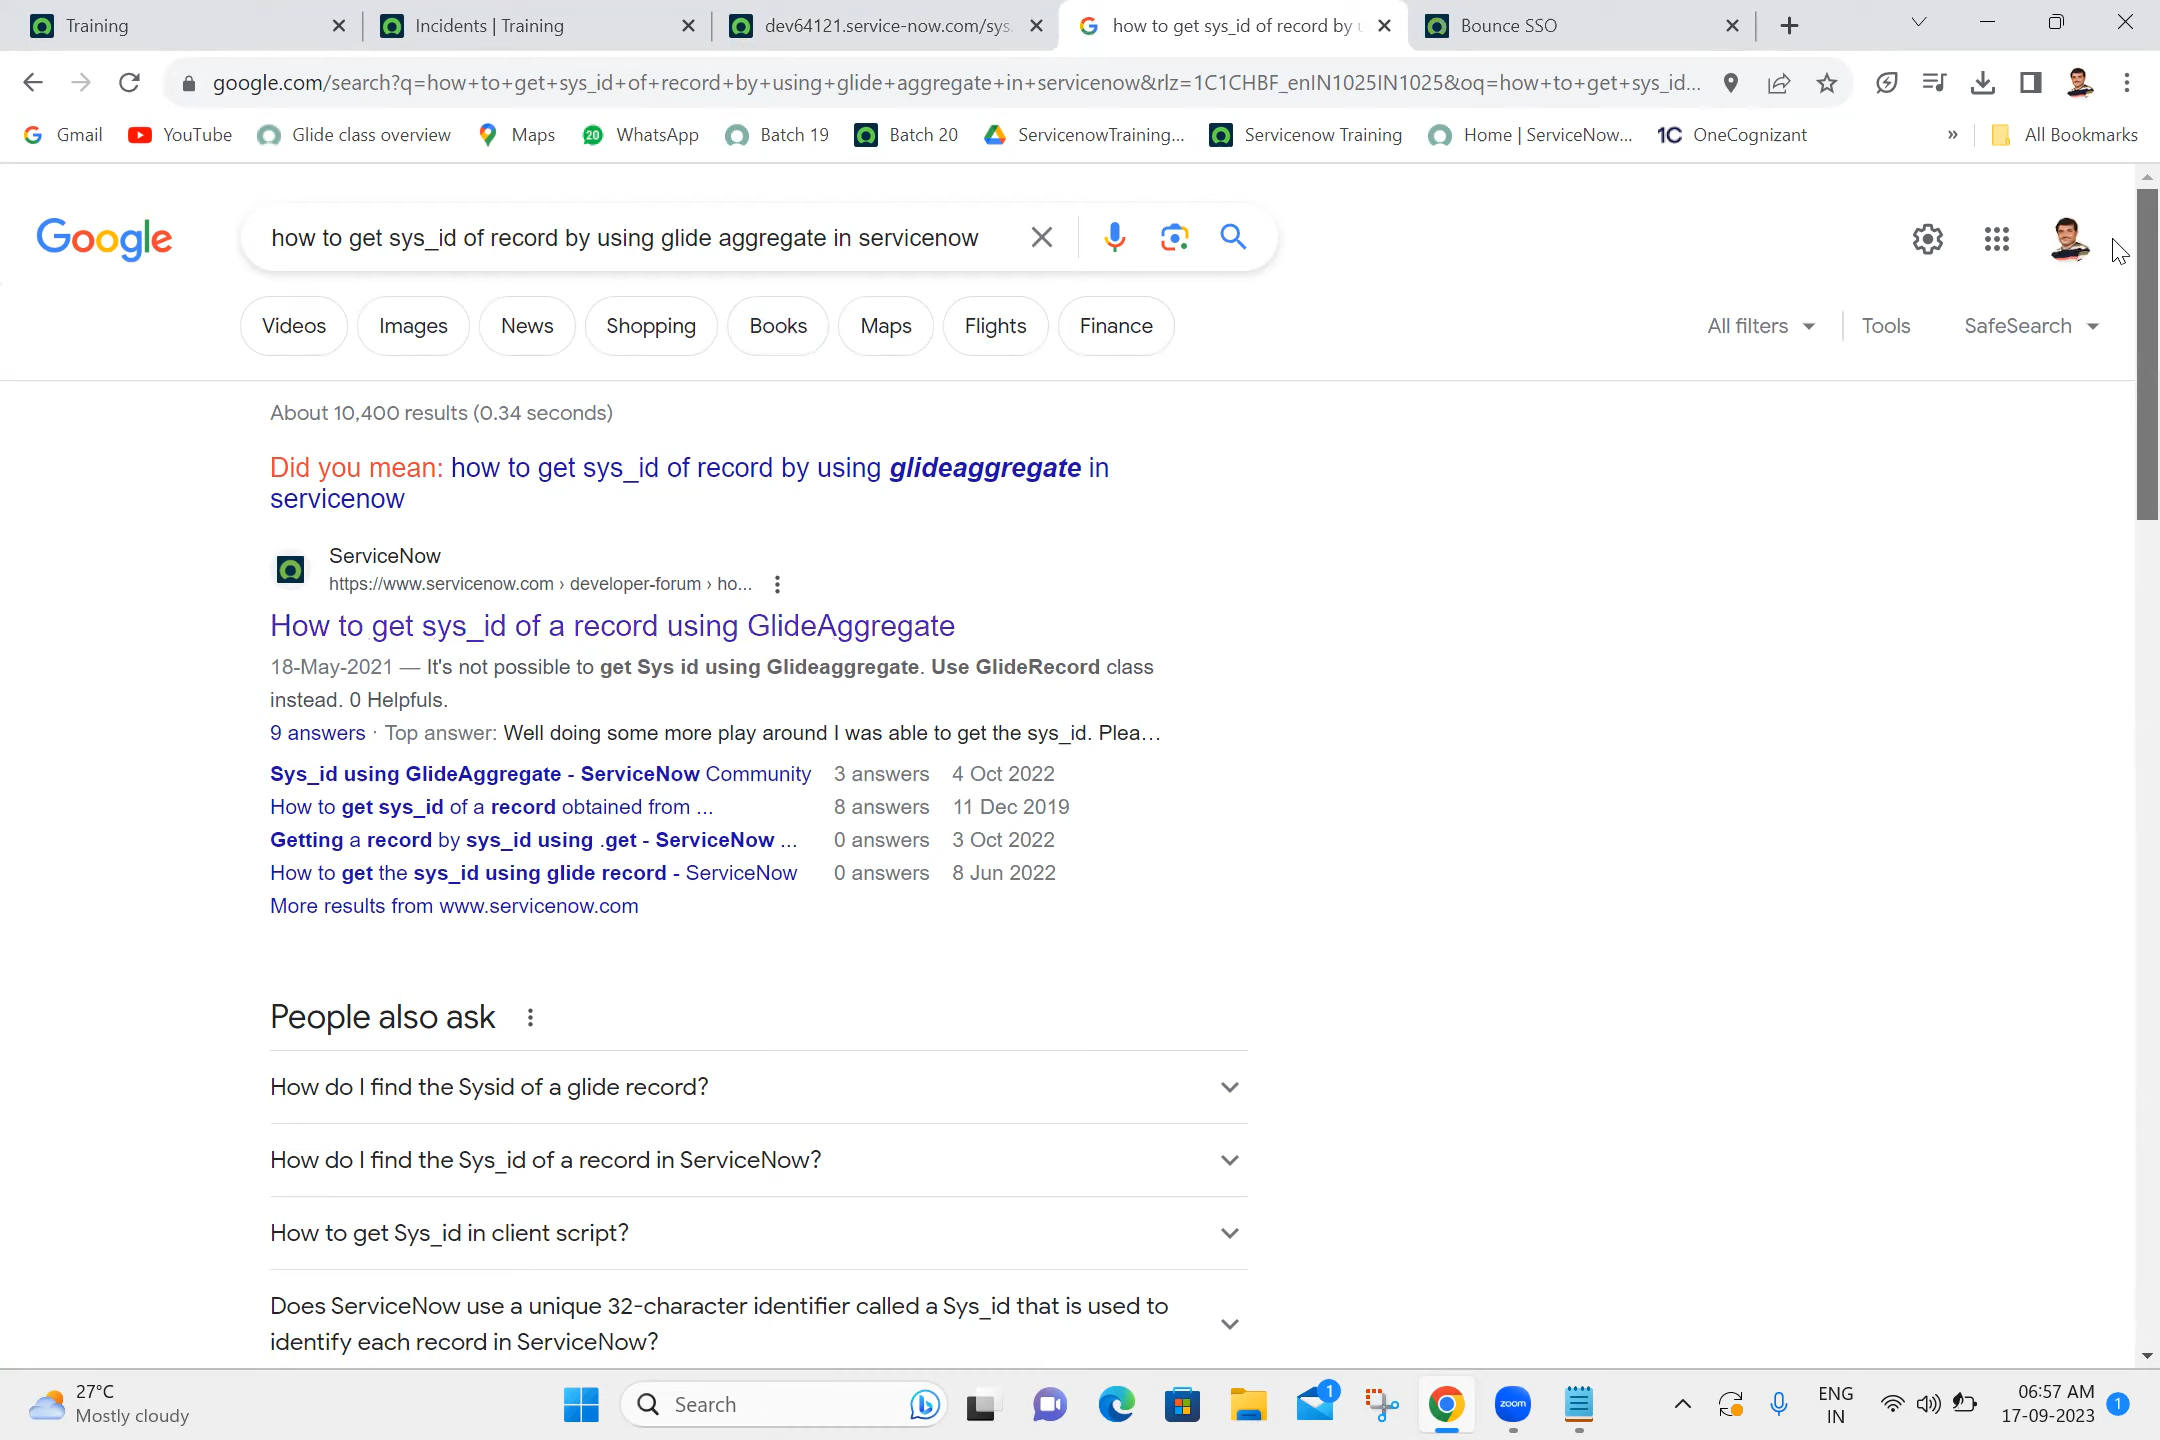 Training
Incidents | Training
dev64121.service-now.com/sys
how to get sys_id of record by u
Bounce SSO
google.com/search?q=how+to+get+sys_id+of+record+by+using+glide+aggregate+in+servicenow&rlz=1C1CHBF_enIN1025IN1025&oq=how+to+get+sys_id...
Gmail
YouTube
Glide class overview
Maps
20
WhatsApp
Batch 19
Batch 20
ServicenowTraining...
Servicenow Training
Home | ServiceNow...
1C OneCognizant
»
All Bookmarks
Google
how to get sys_id of record by using glide aggregate in servicenow
Videos
Images
News
Shopping
Books
Maps
Flights
Finance
All filters
Tools
SafeSearch
About 10,400 results (0.34 seconds)
Did you mean: how to get sys_id of record by using glideaggregate in
servicenow
ServiceNow
https://www.servicenow.com › developer-forum › ho...
How to get sys_id of a record using GlideAggregate
18-May-2021 — It's not possible to get Sys id using Glideaggregate. Use GlideRecord class
instead. 0 Helpfuls.
9 answers · Top answer: Well doing some more play around I was able to get the sys_id. Plea...
Sys_id using GlideAggregate - ServiceNow Community 3 answers 4 Oct 2022
How to get sys_id of a record obtained from ... 8 answers 11 Dec 2019
Getting a record by sys_id using .get - ServiceNow ... 0 answers 3 Oct 2022
How to get the sys_id using glide record - ServiceNow 0 answers 8 Jun 2022
More results from www.servicenow.com
People also ask
How do I find the Sysid of a glide record?
How do I find the Sys_id of a record in ServiceNow?
How to get Sys_id in client script?
Does ServiceNow use a unique 32-character identifier called a Sys_id that is used to
identify each record in ServiceNow?
27°C
Mostly cloudy
Search
1
zoom
ENG
IN
06:57 AM
17-09-2023
1